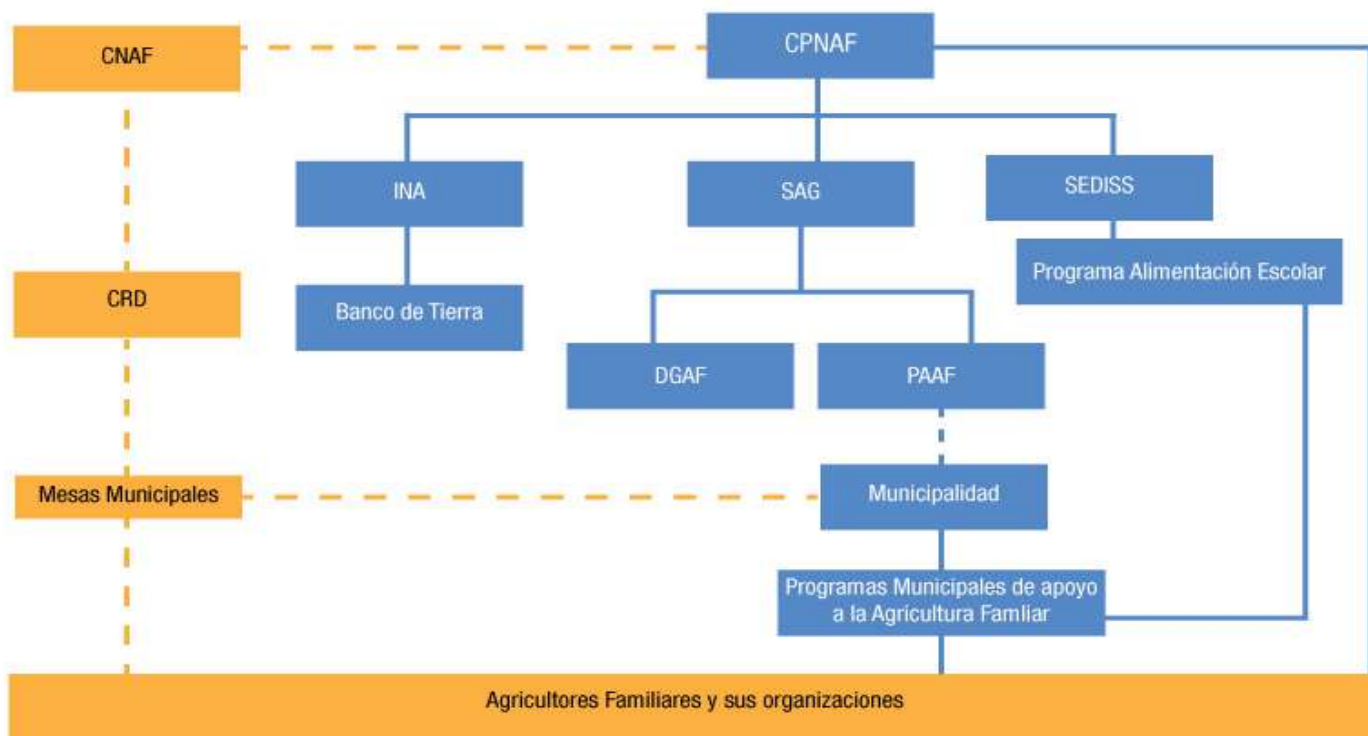 CNAF
CPNAF
INA
SAG
SEDISS
Programa Alimentación Escolar
CRD
Banco de Tierra
DGAF
PAAF
Mesas Municipales
Municipalidad
Programas Municipales de apoyo
a la Agricultura Famliar
Agricultores Familiares y sus organizaciones